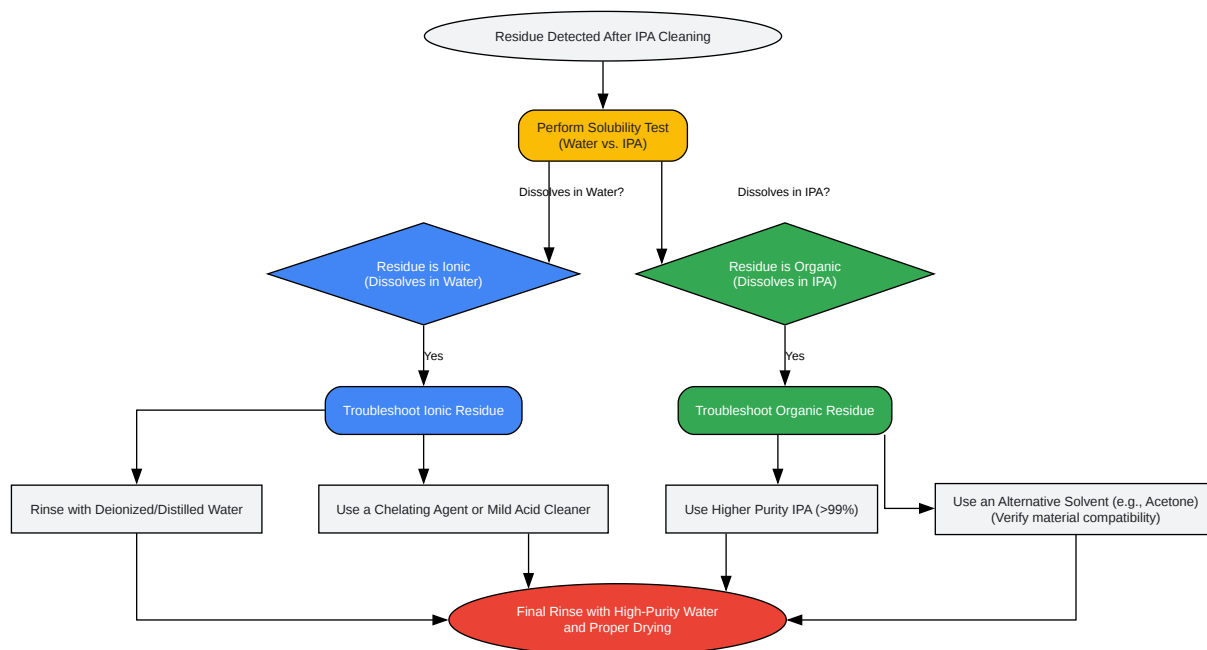 Residue Detected After IPA Cleaning
Perform Solubility Test
(Water vs. IPA)
Dissolves in Water?
Dissolves in IPA?
Residue is Ionic
(Dissolves in Water)
Residue is Organic
(Dissolves in IPA)
Yes
Yes
Troubleshoot Ionic Residue
Troubleshoot Organic Residue
Rinse with Deionized/Distilled Water
Use a Chelating Agent or Mild Acid Cleaner
Use Higher Purity IPA (>99%)
Use an Alternative Solvent (e.g., Acetone)
(Verify material compatibility)
Final Rinse with High-Purity Water
and Proper Drying